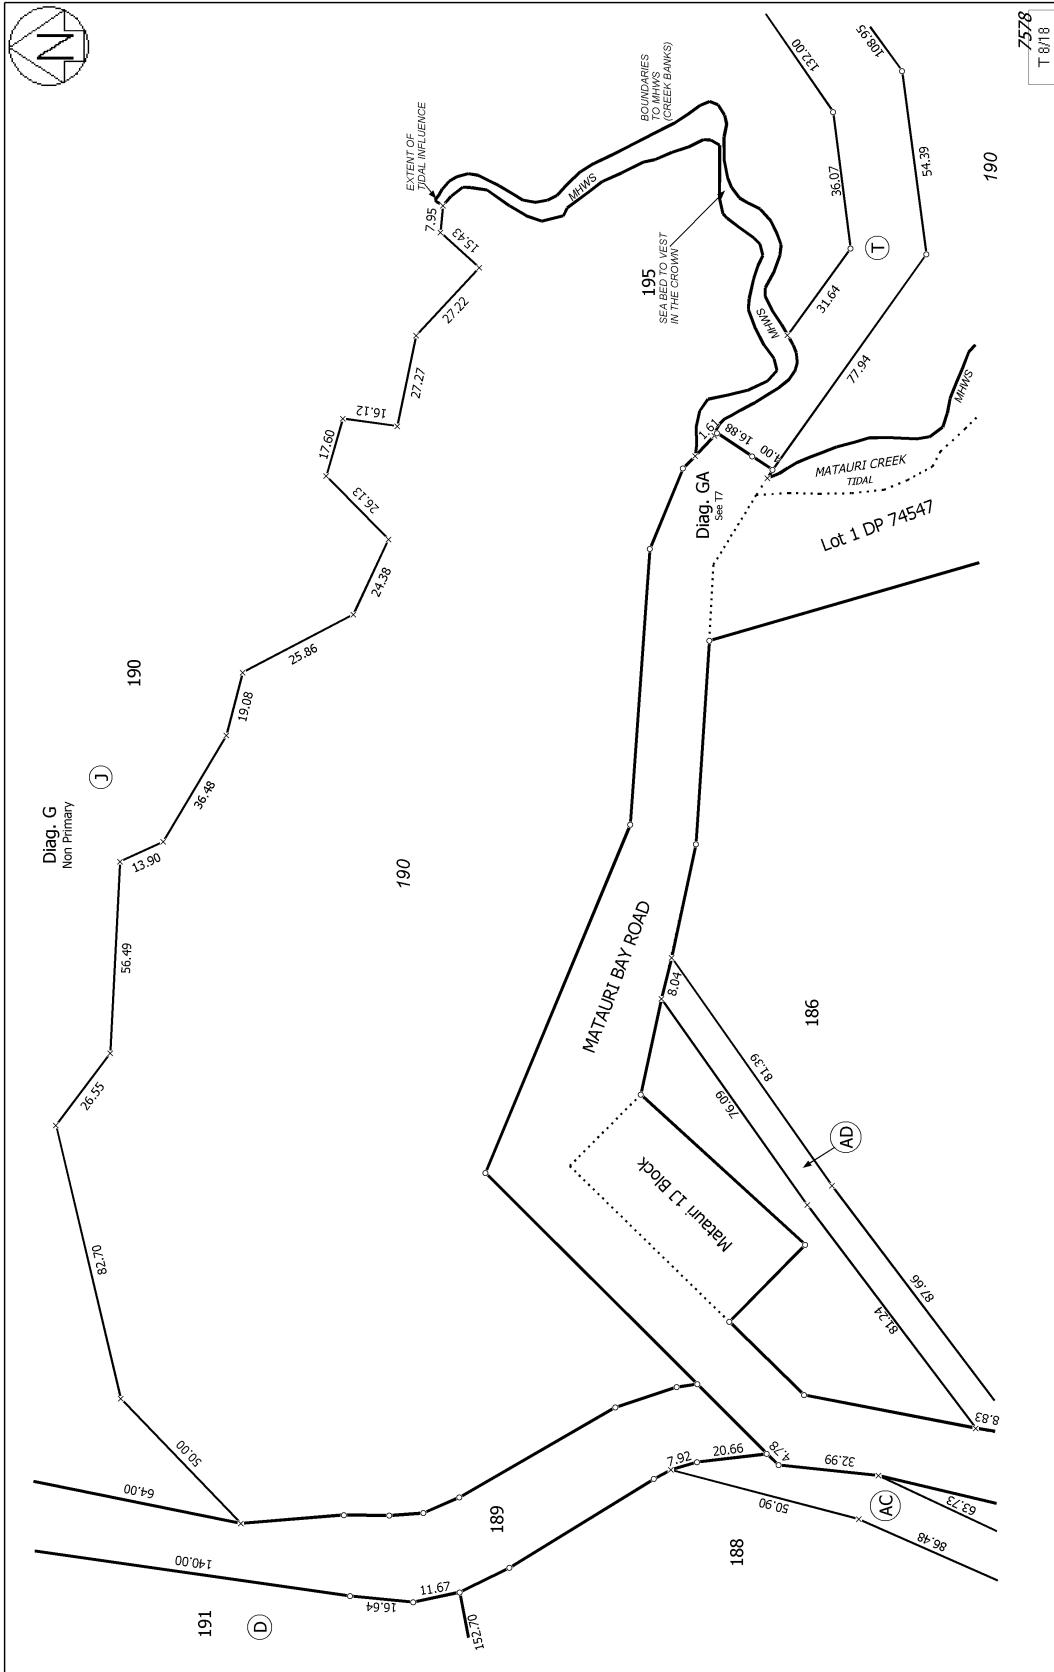 N
7578
T 8/18
132.00
108.95
BOUNDARIES
TO MHWS
(CREEK BANKS)
EXTENT OF
TIDAL INFLUENCE
MHWS
7.95
15.43
36.07
54.39
190
T
195
SEA BED TO VEST
IN THE CROWN
27.22
27.27
16.12
17.60
26.13
24.38
25.86
19.08
36.48
13.90
56.49
26.55
82.70
50.00
MHWS
31.64
77.94
MHWS
1.61
16.88
4.00
MATAURI CREEK
TIDAL
Diag. GA
See T7
Lot 1 DP 74547
190
J
Diag. G
Non Primary
190
MATAURI BAY ROAD
8.04
186
81.39
76.09
AD
Matauri 1J Block
87.66
81.24
8.83
64.00
140.00
189
7.92
20.66
4.78
32.99
50.90
AC
63.73
86.48
188
11.67
16.64
152.70
191
D